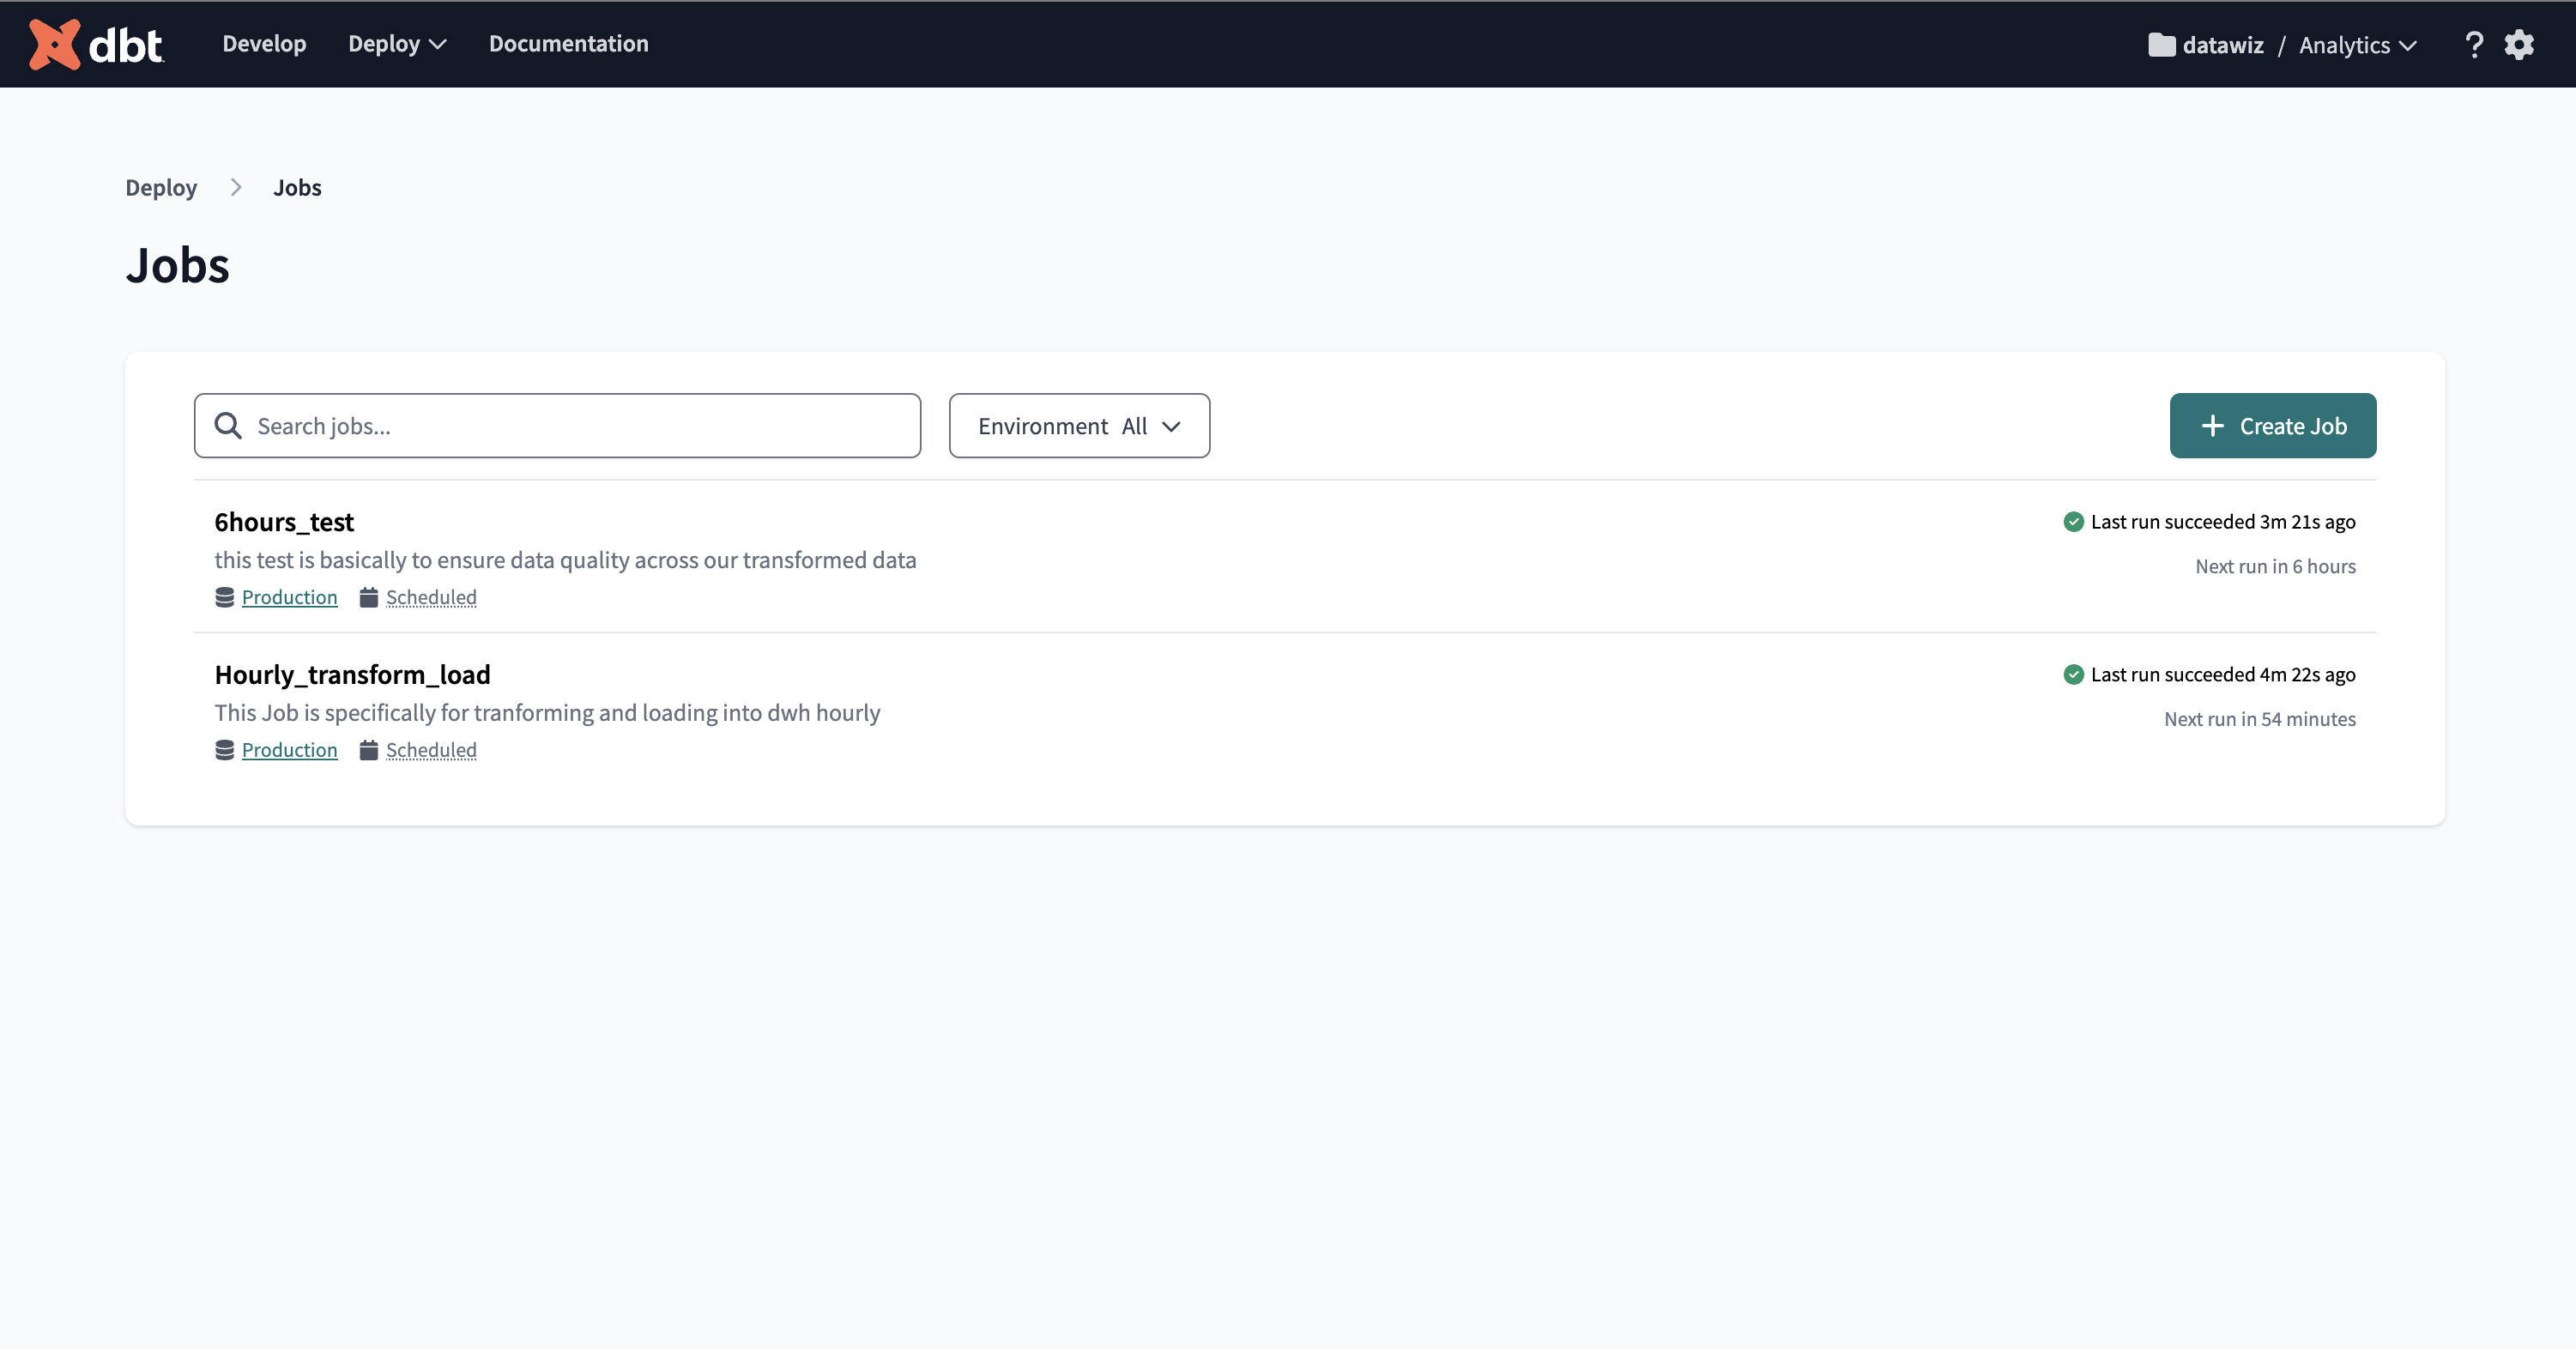 dbt Develop Deploy Documentation datawiz / Analytics ?
Deploy Jobs
Jobs
Search jobs... Environment All + Create Job
6hours_test Last run succeeded 3m 21s ago
this test is basically to ensure data quality across our transformed data Next run in 6 hours
Production Scheduled
Hourly_transform_load Last run succeeded 4m 22s ago
This Job is specifically for tranforming and loading into dwh hourly Next run in 54 minutes
Production Scheduled